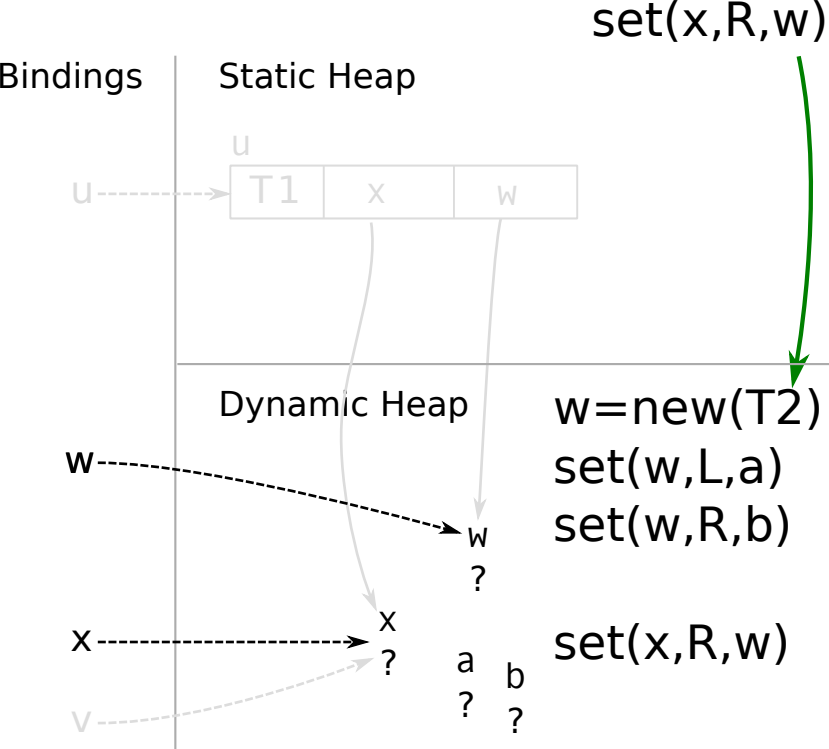 set(x,R,w)
Bindings
Static Heap
u
u
T1 x w
Dynamic Heap
w=new(T2)
w
set(w,L,a)
set(w,R,b)
w
?
x
x
set(x,R,w)
?
a
b
?
?
v